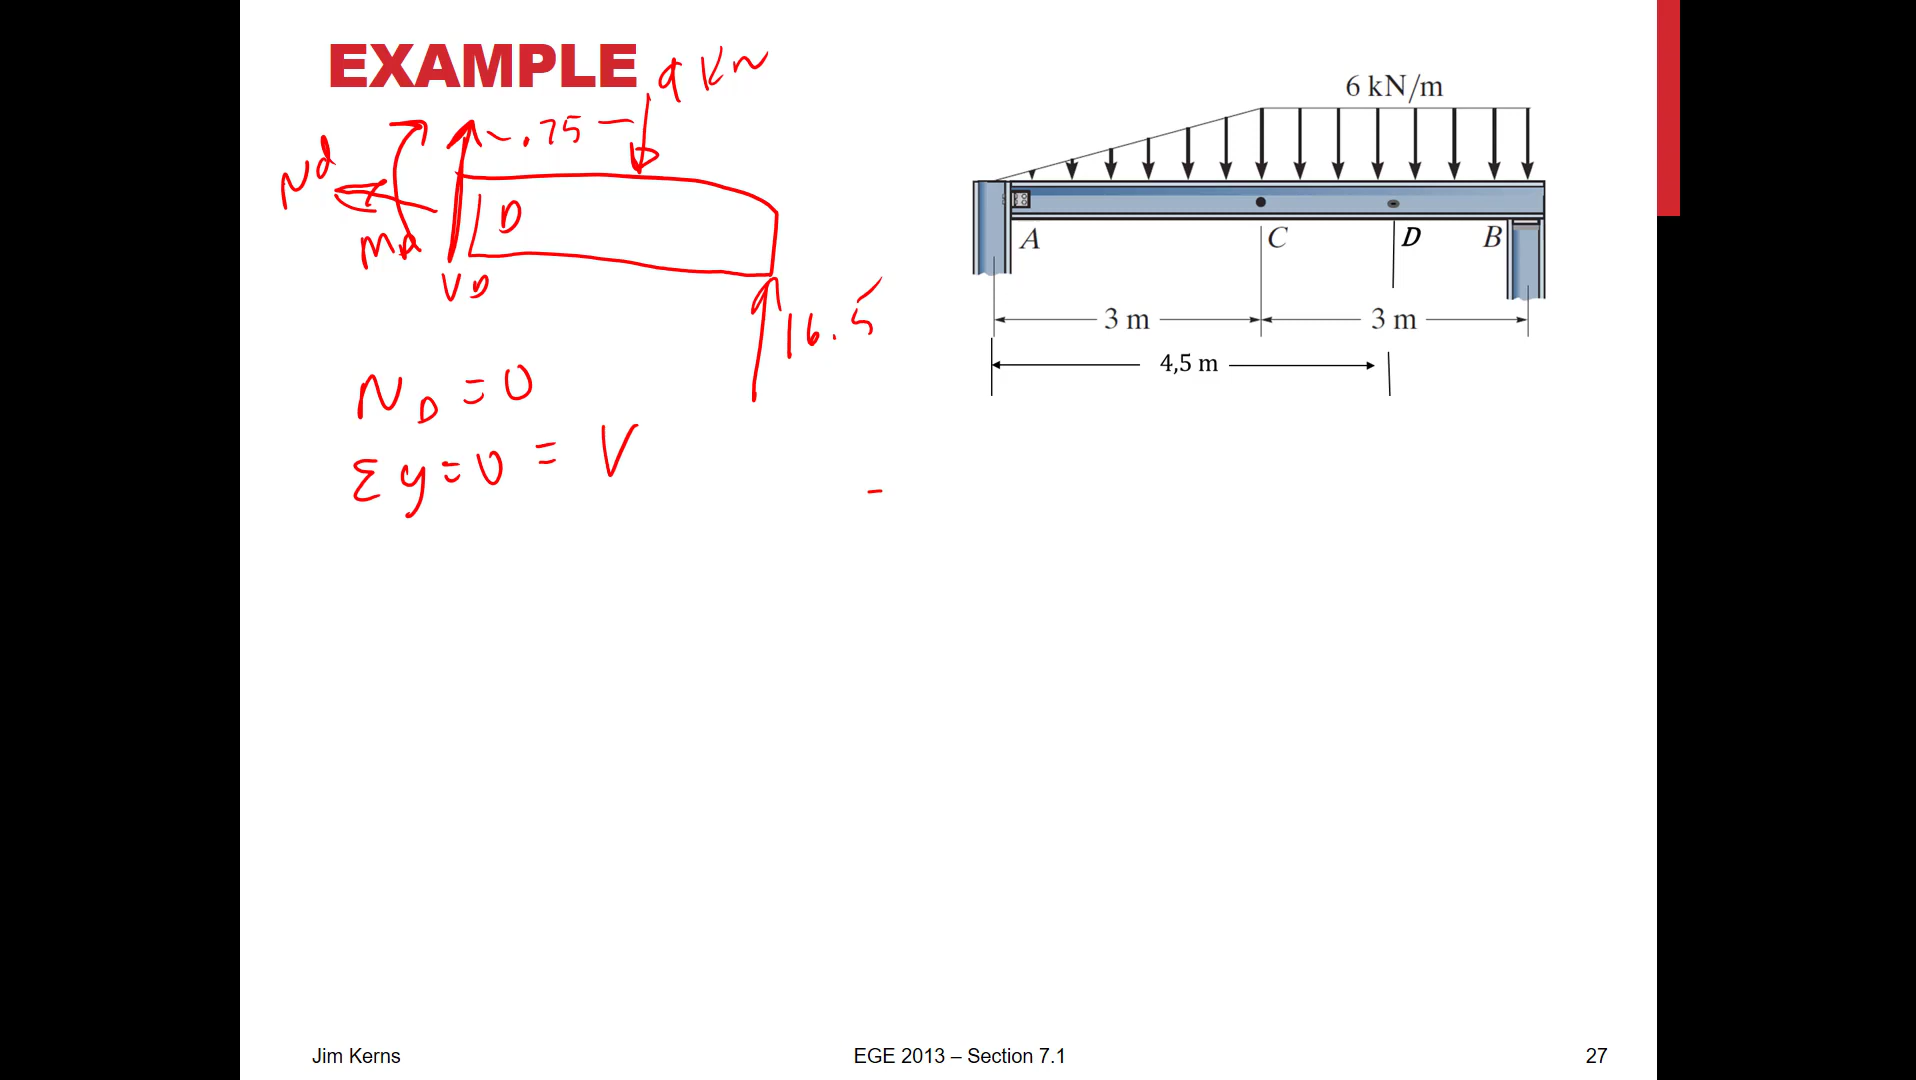 EXAMPLE
9 kn
.75
Nd
D
MD
VD
16.5
N_D = 0
Σy = 0 = V
-
6 kN/m
A
C
D
B
3 m
3 m
4,5 m
Jim Kerns
EGE 2013 – Section 7.1
27